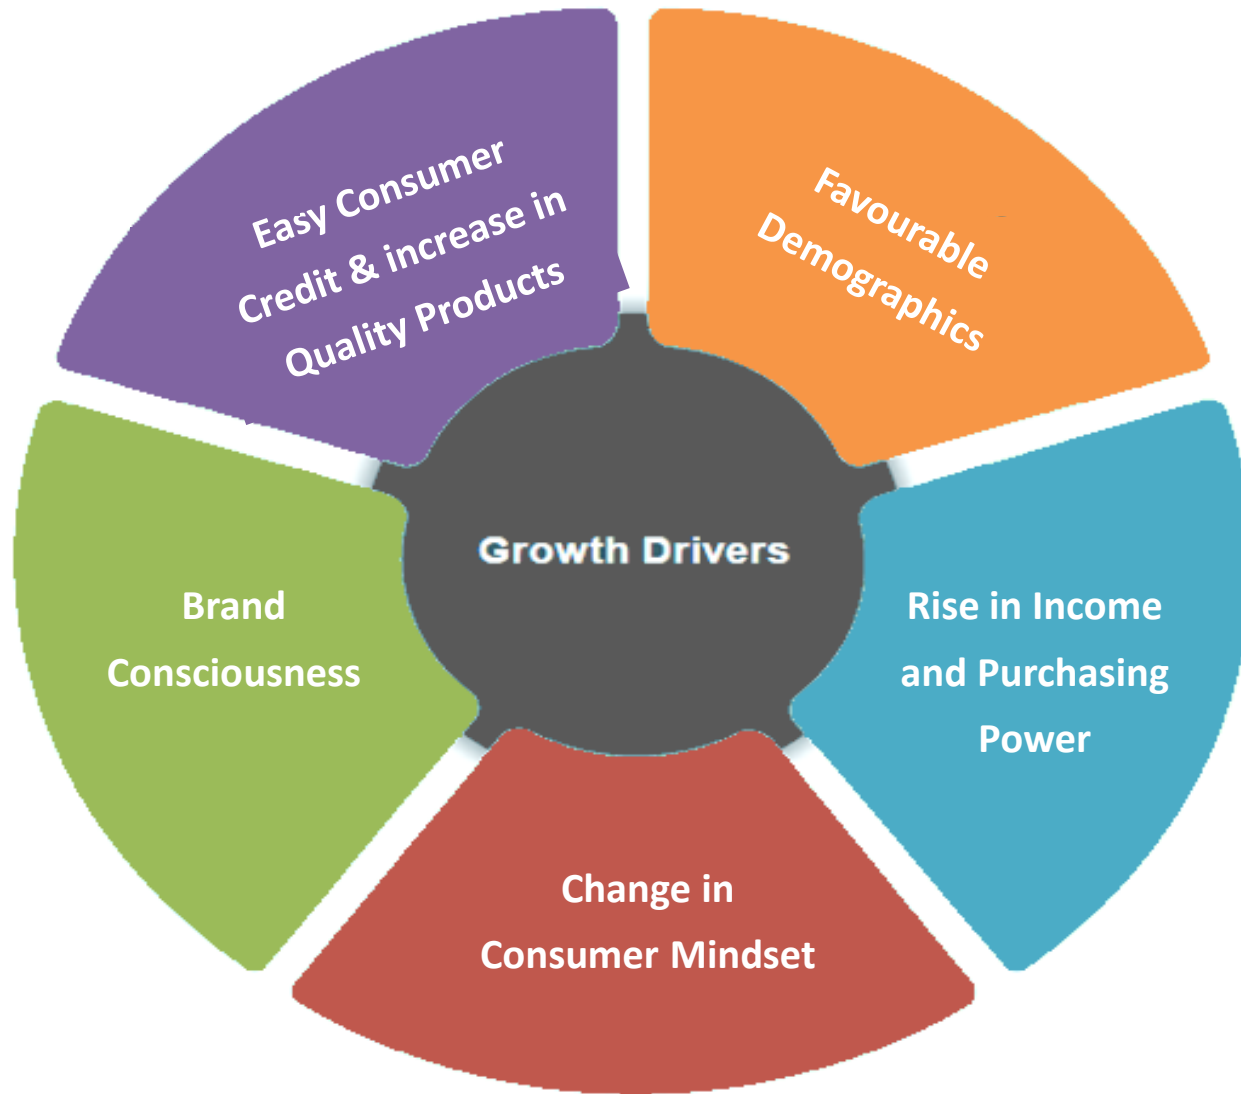 Easy Consumer
Credit & increase in
Quality Products
Favourable
Demographics
Growth Drivers
Brand
Consciousness
Rise in Income
and Purchasing
Power
Change in
Consumer Mindset